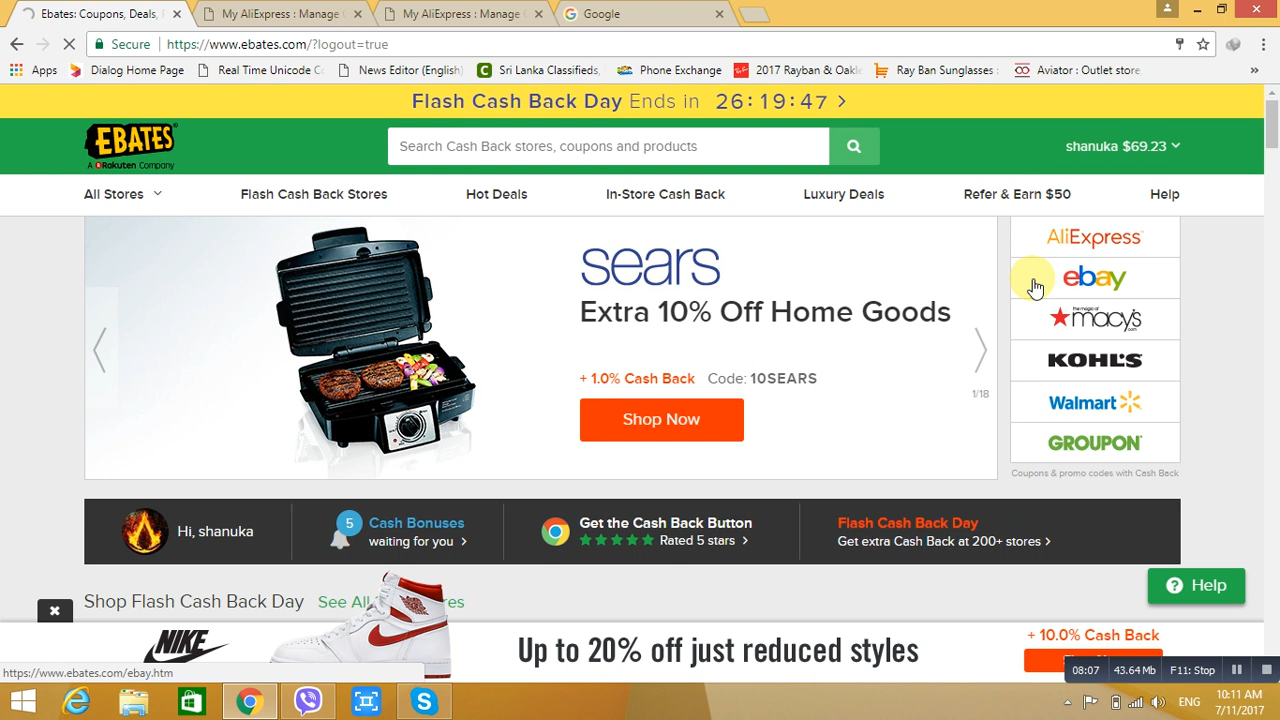 Ebates: Coupons, Deals,
My AliExpress : Manage
My AliExpress : Manage
Google
Secure
https://www.ebates.com/?logout=true
Apps
Dialog Home Page
Real Time Unicode Co
News Editor (English)
Sri Lanka Classifieds,
Phone Exchange
2017 Rayban & Oakle
Ray Ban Sunglasses :
Aviator : Outlet store
Flash Cash Back Day Ends in 26:19:47 >
EBATES
A Rakuten Company
Search Cash Back stores, coupons and products
shanuka $69.23
All Stores
Flash Cash Back Stores
Hot Deals
In-Store Cash Back
Luxury Deals
Refer & Earn $50
Help
sears
Extra 10% Off Home Goods
+ 1.0% Cash Back
Code: 10SEARS
Shop Now
1/18
AliExpress
ebay
the magic of
macy's
.com
KOHL'S
Walmart
GROUPON
Coupons & promo codes with Cash Back
Hi, shanuka
5
Cash Bonuses
waiting for you >
Get the Cash Back Button
Rated 5 stars >
Flash Cash Back Day
Get extra Cash Back at 200+ stores >
Help
Shop Flash Cash Back Day
See All
NIKE
Up to 20% off just reduced styles
+ 10.0% Cash Back
https://www.ebates.com/ebay.htm
08:07
43.64 Mb
F11: Stop
ENG
10:11 AM
7/11/2017